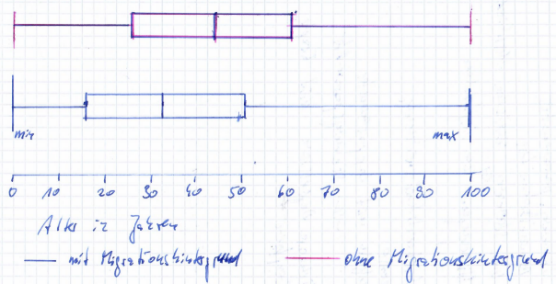 min max
0 10 20 30 40 50 60 70 80 90 100
Alter in Jahren
mit Migrationshintergrund ohne Migrationshintergrund